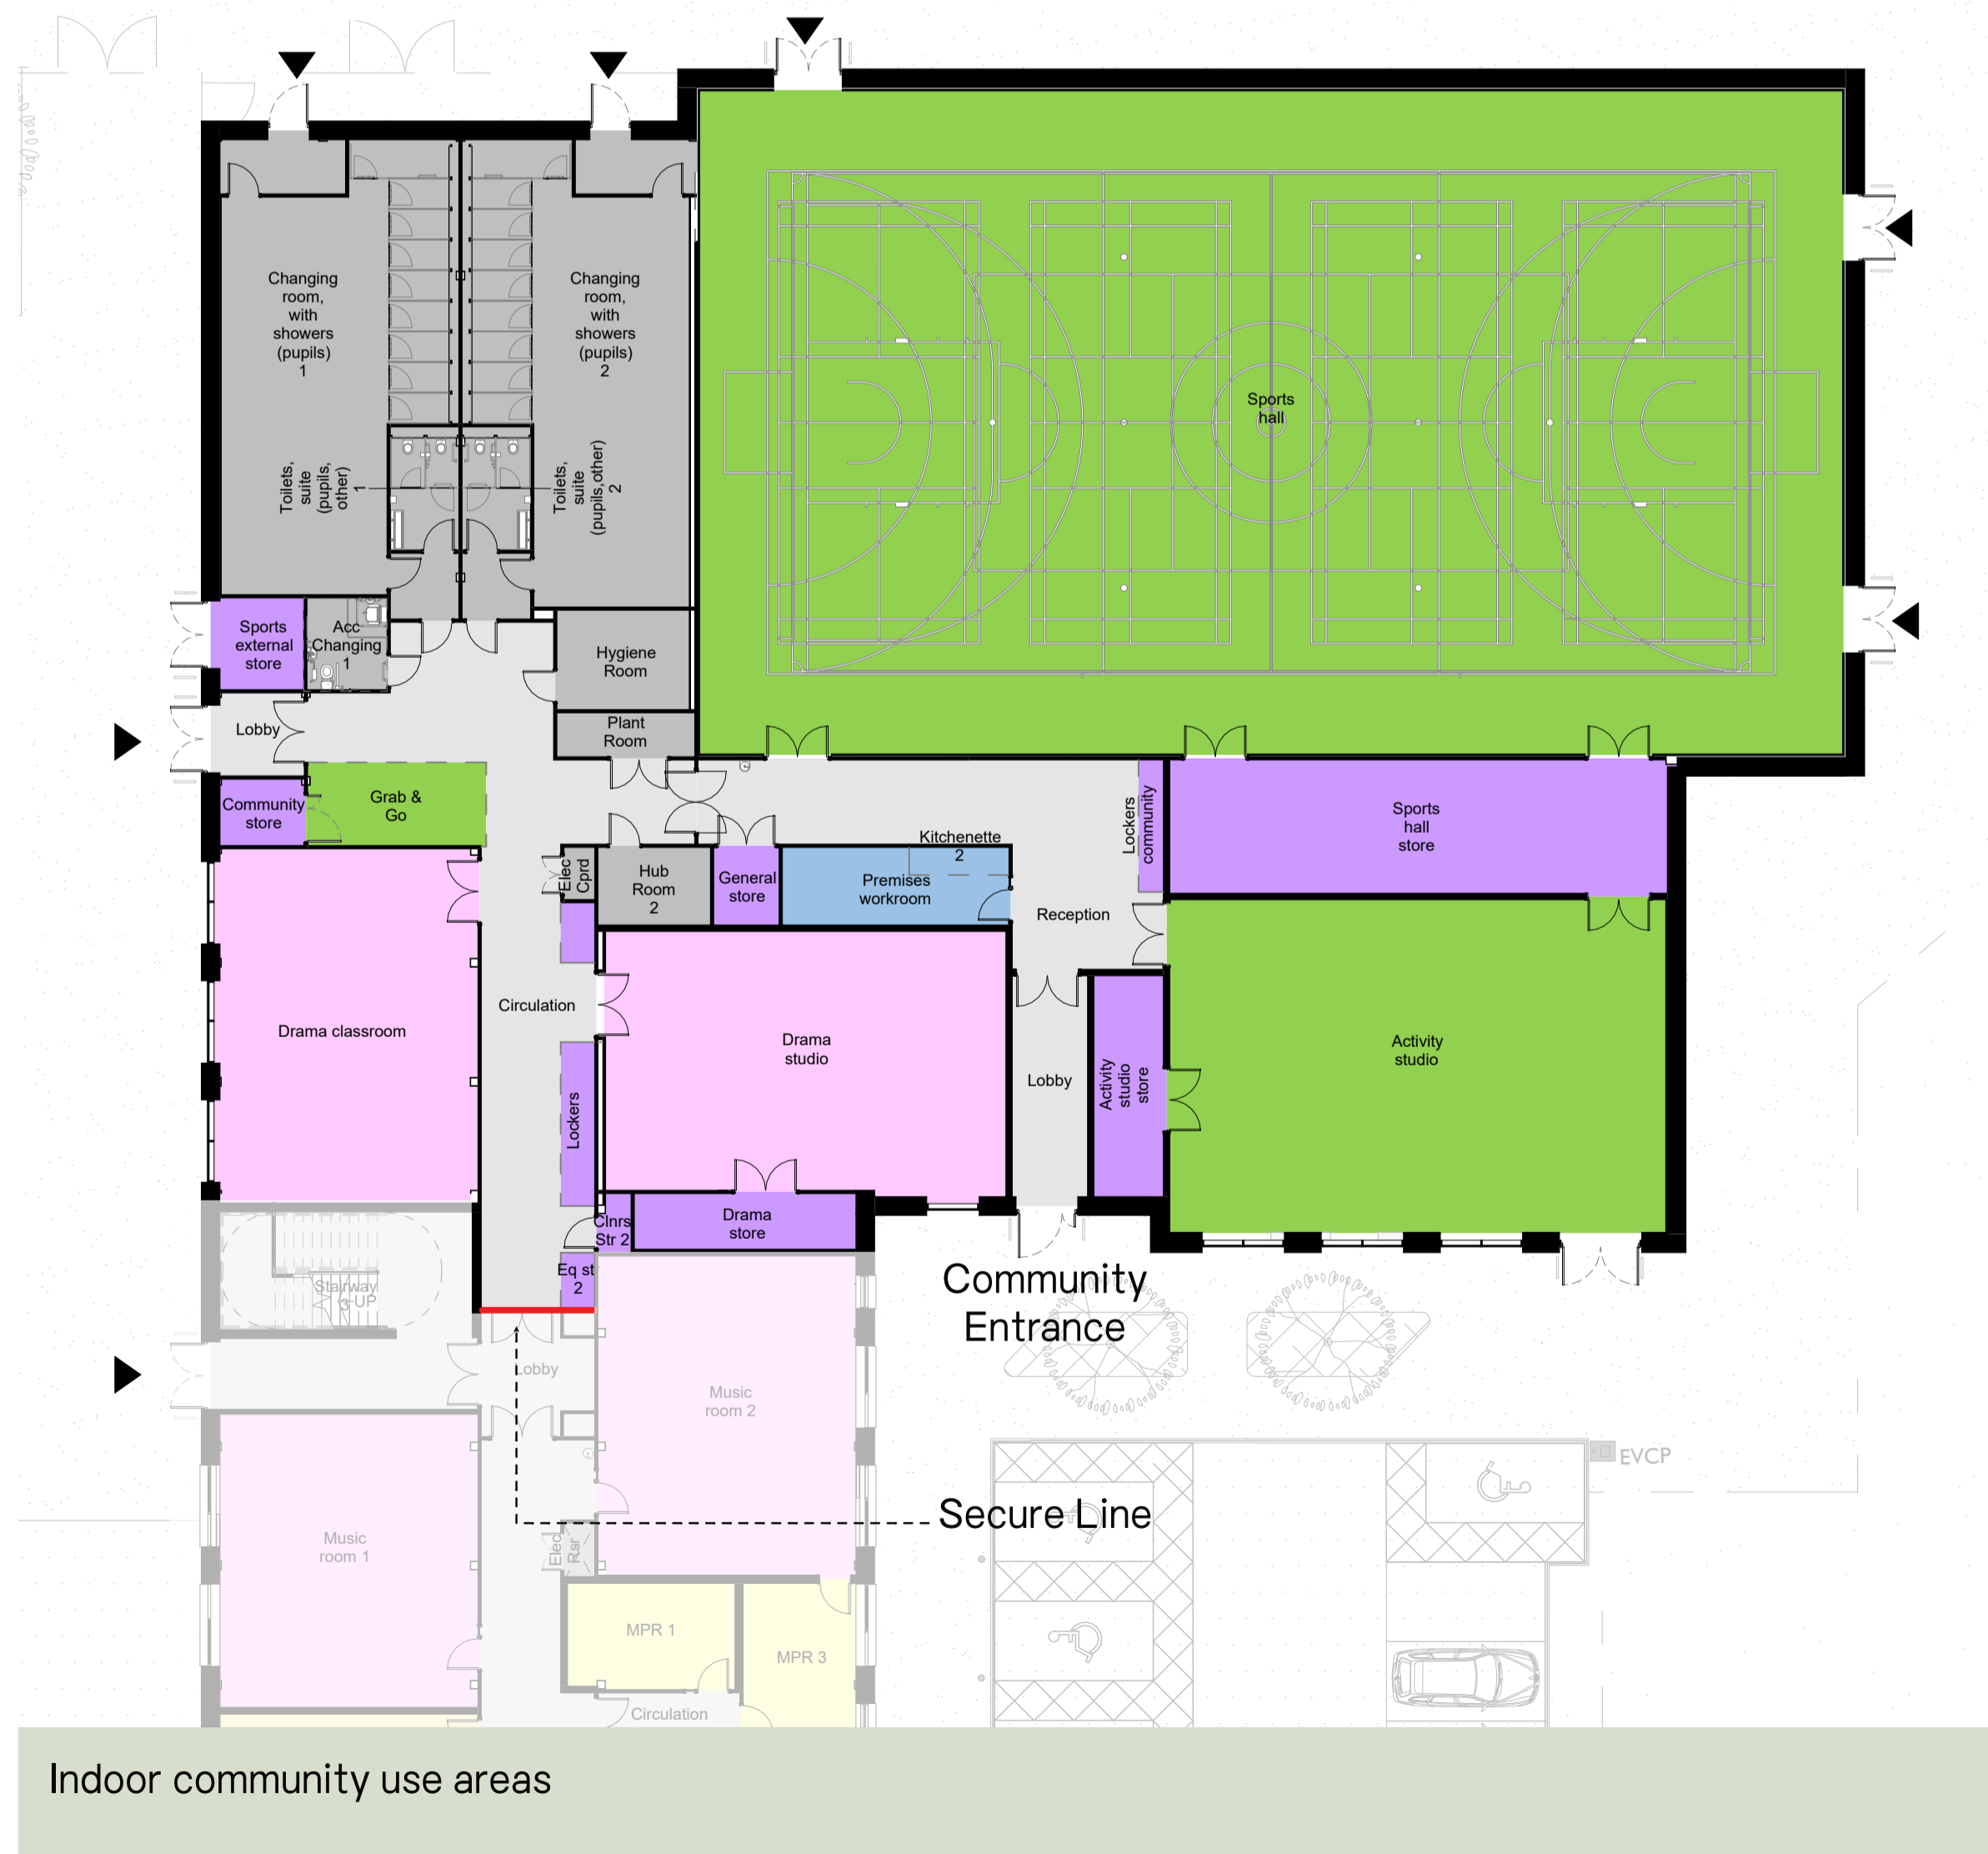 Changing
room,
with
showers
(pupils)
1
Changing
room,
with
showers
(pupils)
2
Sports
hall
Toilets,
suite
(pupils,
other)
1
Toilets,
suite
(pupils,other)
2
Sports
external
store
Acc
Changing
1
Hygiene
Room
Lobby
Plant
Room
Community
store
Grab &
Go
Elec
Cprd
Hub
Room
2
General
store
Kitchenette
2
Premises
workroom
Lockers
community
Sports
hall
store
Reception
Circulation
Drama classroom
Drama
studio
Lobby
Activity
studio
store
Activity
studio
Lockers
Clnrs
Str 2
Drama
store
Eq st
2
Stairway
3
UP
Community
Entrance
Lobby
Music
room 2
EVCP
Secure Line
Music
room 1
Elec
Rsr
MPR 1
MPR 3
Circulation
Indoor community use areas